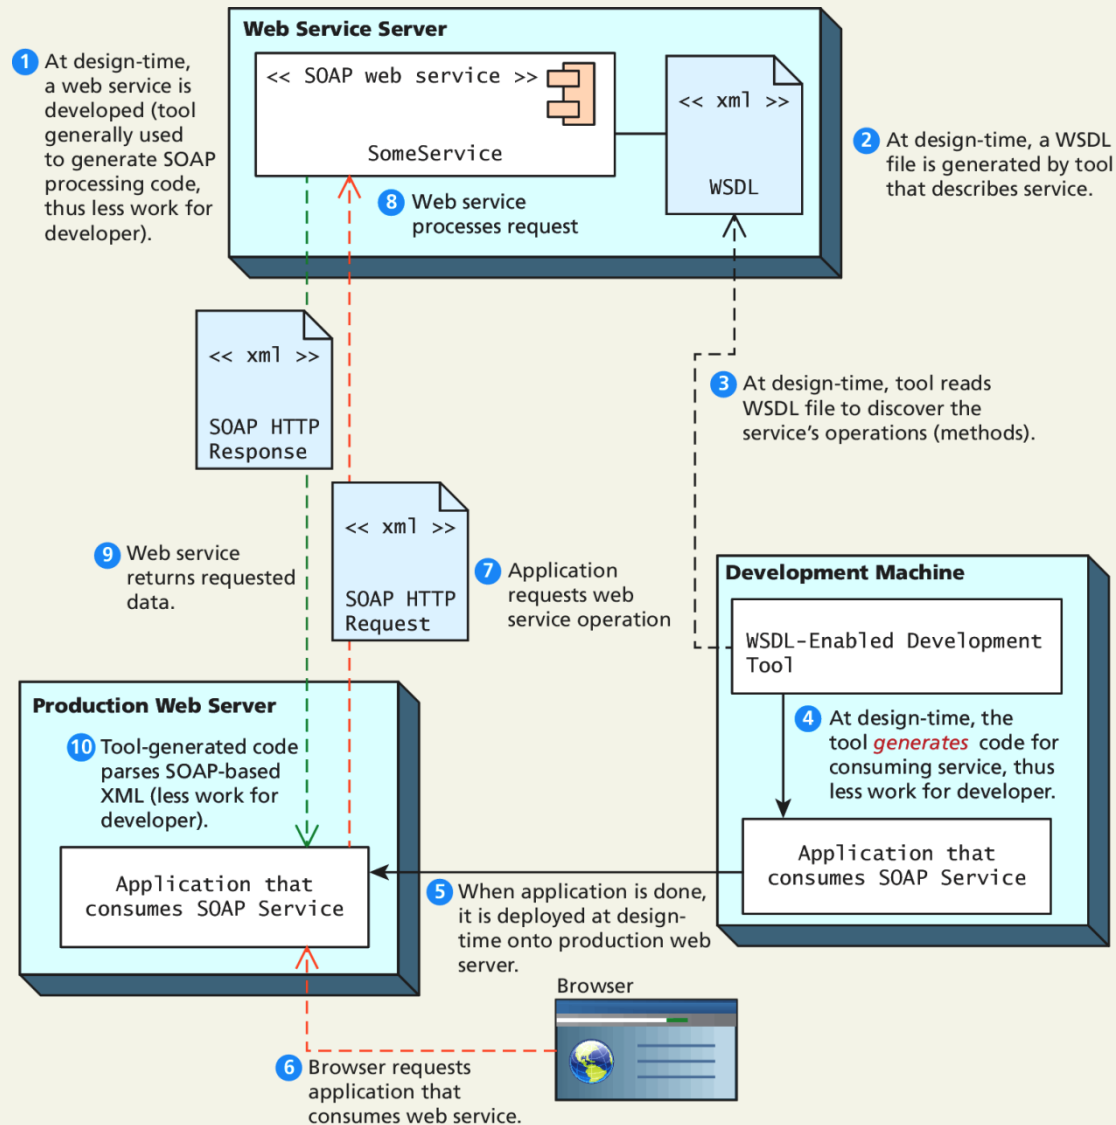 Web Service Server
1 At design-time,
a web service is
developed (tool
generally used
to generate SOAP
processing code,
thus less work for
developer).
<< SOAP web service >>
SomeService
<< xml >>
WSDL
2 At design-time, a WSDL
file is generated by tool
that describes service.
8 Web service
processes request
<< xml >>
SOAP HTTP
Response
3 At design-time, tool reads
WSDL file to discover the
service's operations (methods).
<< xml >>
SOAP HTTP
Request
9 Web service
returns requested
data.
7 Application
requests web
service operation
Development Machine
WSDL-Enabled Development
Tool
4 At design-time, the
tool generates code for
consuming service, thus
less work for developer.
Application that
consumes SOAP Service
Production Web Server
10 Tool-generated code
parses SOAP-based
XML (less work for
developer).
Application that
consumes SOAP Service
5 When application is done,
it is deployed at design-
time onto production web
server.
Browser
6 Browser requests
application that
consumes web service.